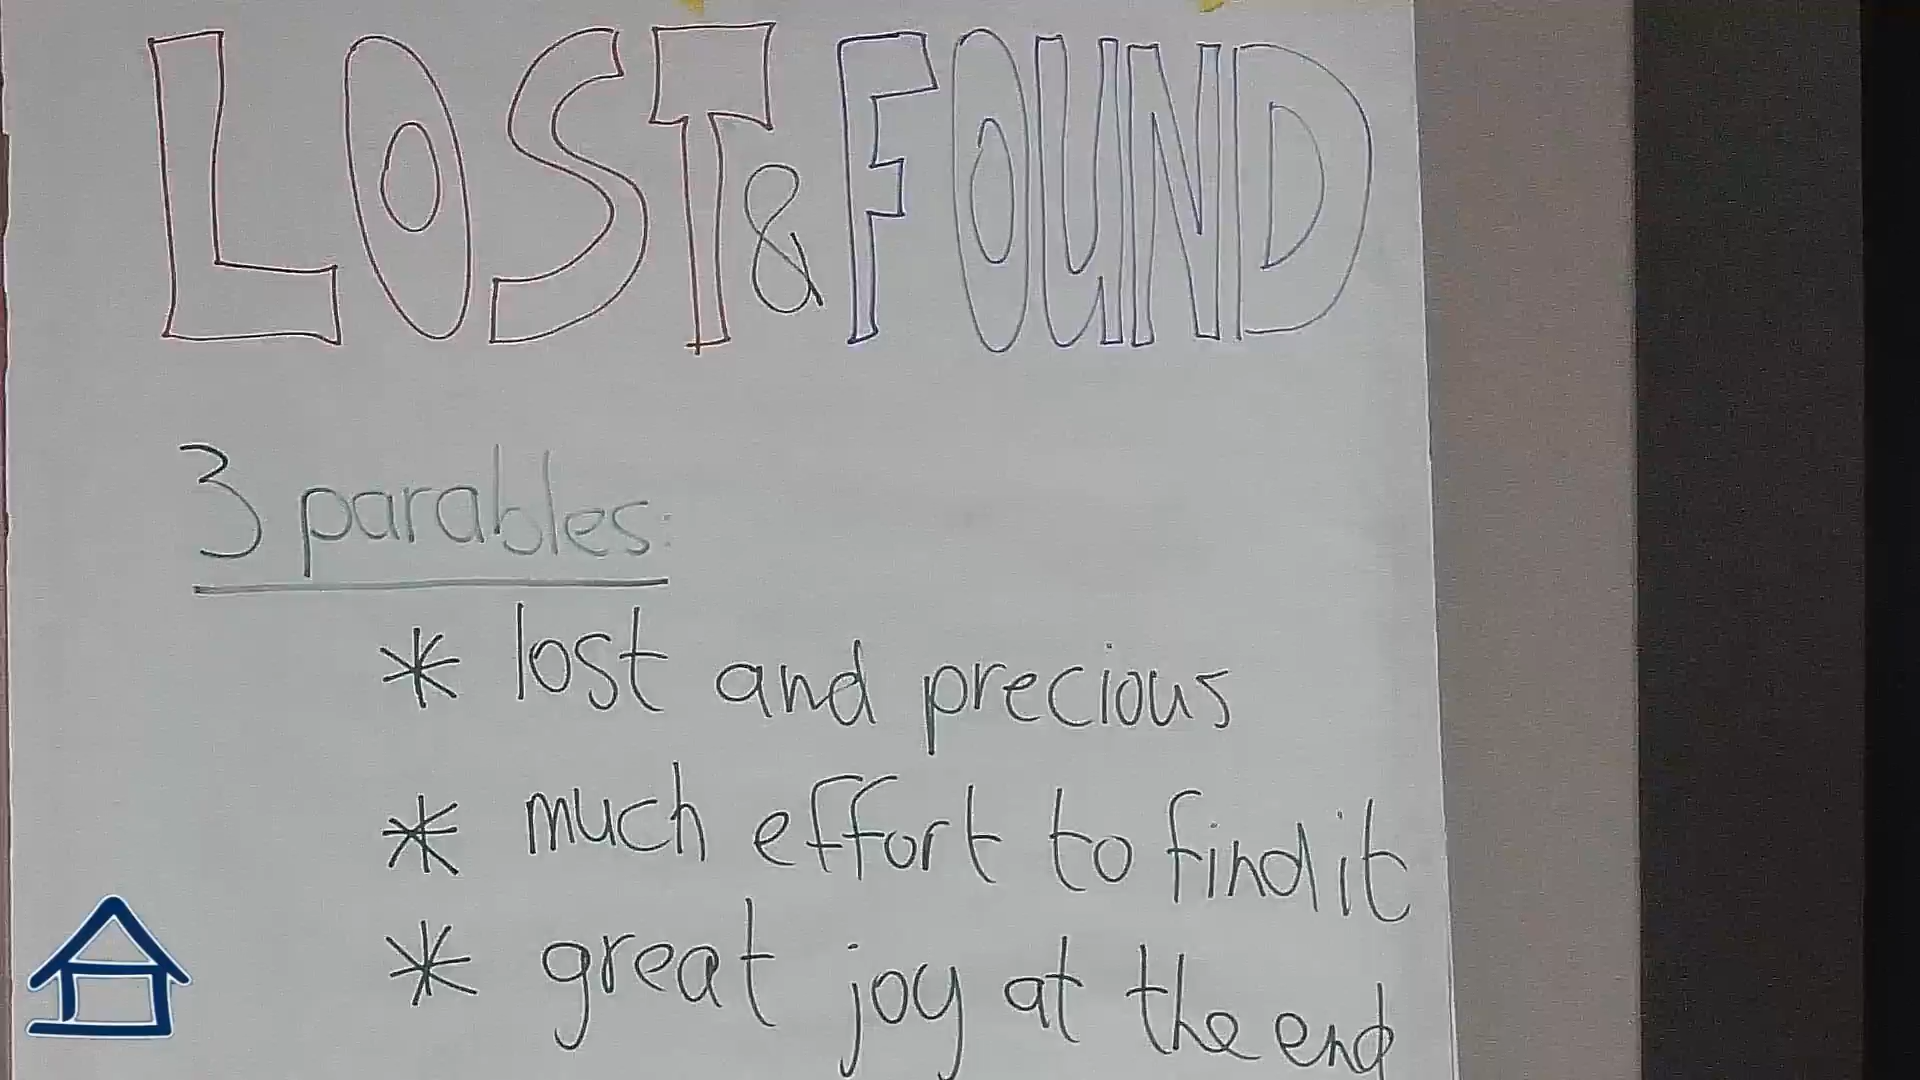 LOST & FOUND
3 parables:
* lost and precious
* much effort to find it
* great joy at the end